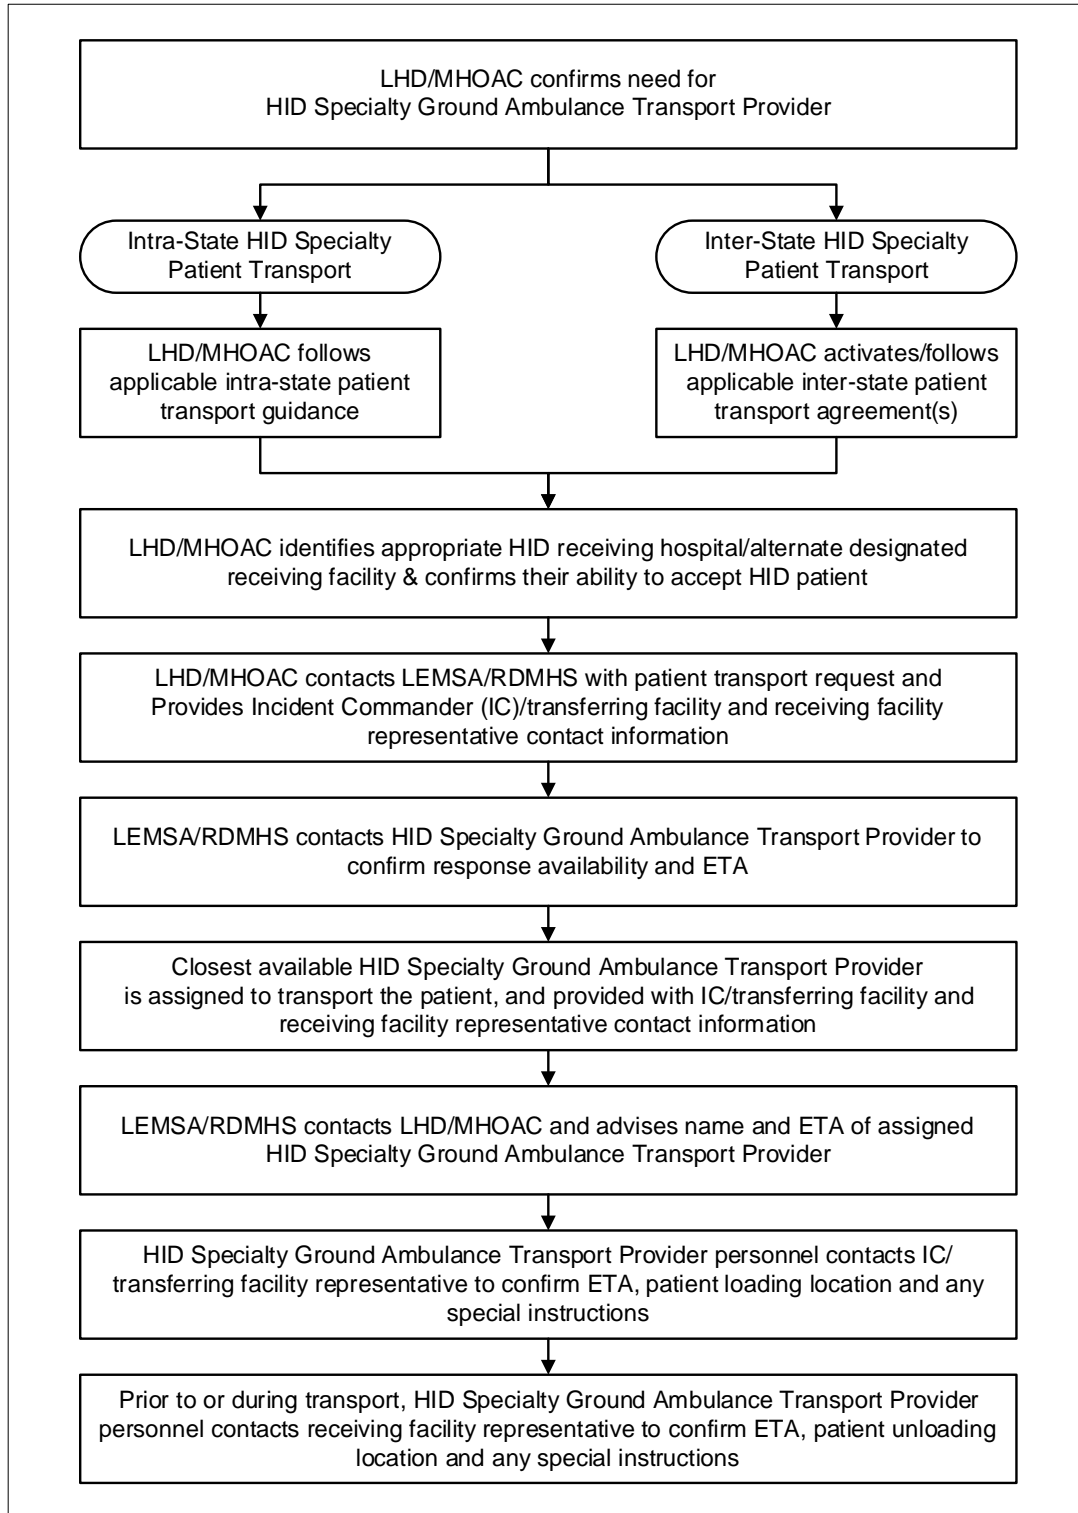 LHD/MHOAC confirms need for
HID Specialty Ground Ambulance Transport Provider
Intra-State HID Specialty
Patient Transport
Inter-State HID Specialty
Patient Transport
LHD/MHOAC follows
applicable intra-state patient
transport guidance
LHD/MHOAC activates/follows
applicable inter-state patient
transport agreement(s)
LHD/MHOAC identifies appropriate HID receiving hospital/alternate designated
receiving facility & confirms their ability to accept HID patient
LHD/MHOAC contacts LEMSA/RDMHS with patient transport request and
Provides Incident Commander (IC)/transferring facility and receiving facility
representative contact information
LEMSA/RDMHS contacts HID Specialty Ground Ambulance Transport Provider to
confirm response availability and ETA
Closest available HID Specialty Ground Ambulance Transport Provider
is assigned to transport the patient, and provided with IC/transferring facility and
receiving facility representative contact information
LEMSA/RDMHS contacts LHD/MHOAC and advises name and ETA of assigned
HID Specialty Ground Ambulance Transport Provider
HID Specialty Ground Ambulance Transport Provider personnel contacts IC/
transferring facility representative to confirm ETA, patient loading location and any
special instructions
Prior to or during transport, HID Specialty Ground Ambulance Transport Provider
personnel contacts receiving facility representative to confirm ETA, patient unloading
location and any special instructions